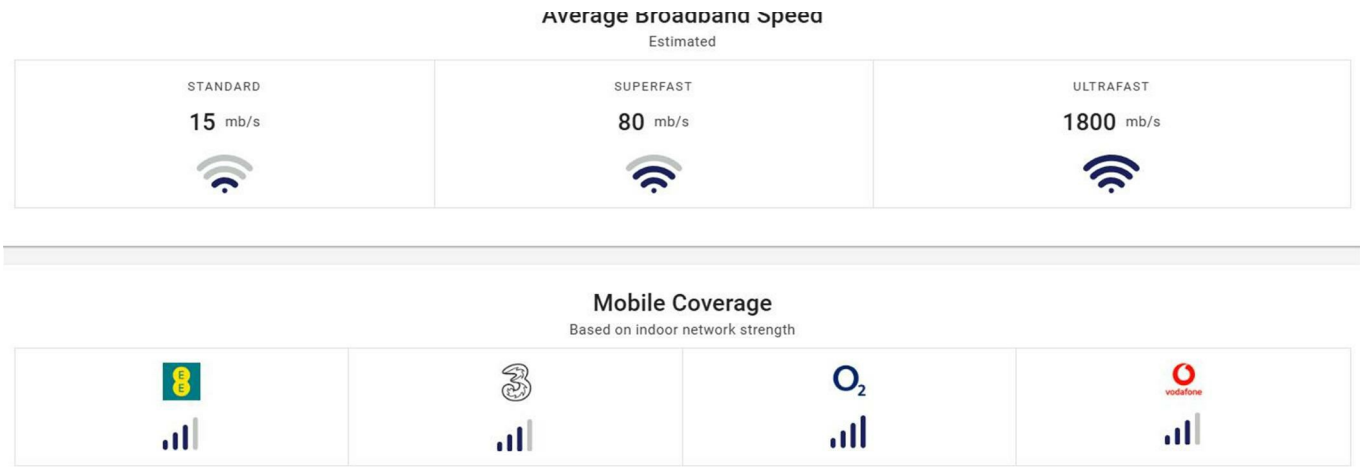 Average Broadband Speed
Estimated
STANDARD SUPERFAST ULTRAFAST
15 mb/s 80 mb/s 1800 mb/s
Mobile Coverage
Based on indoor network strength
EE 3 O2 vodafone